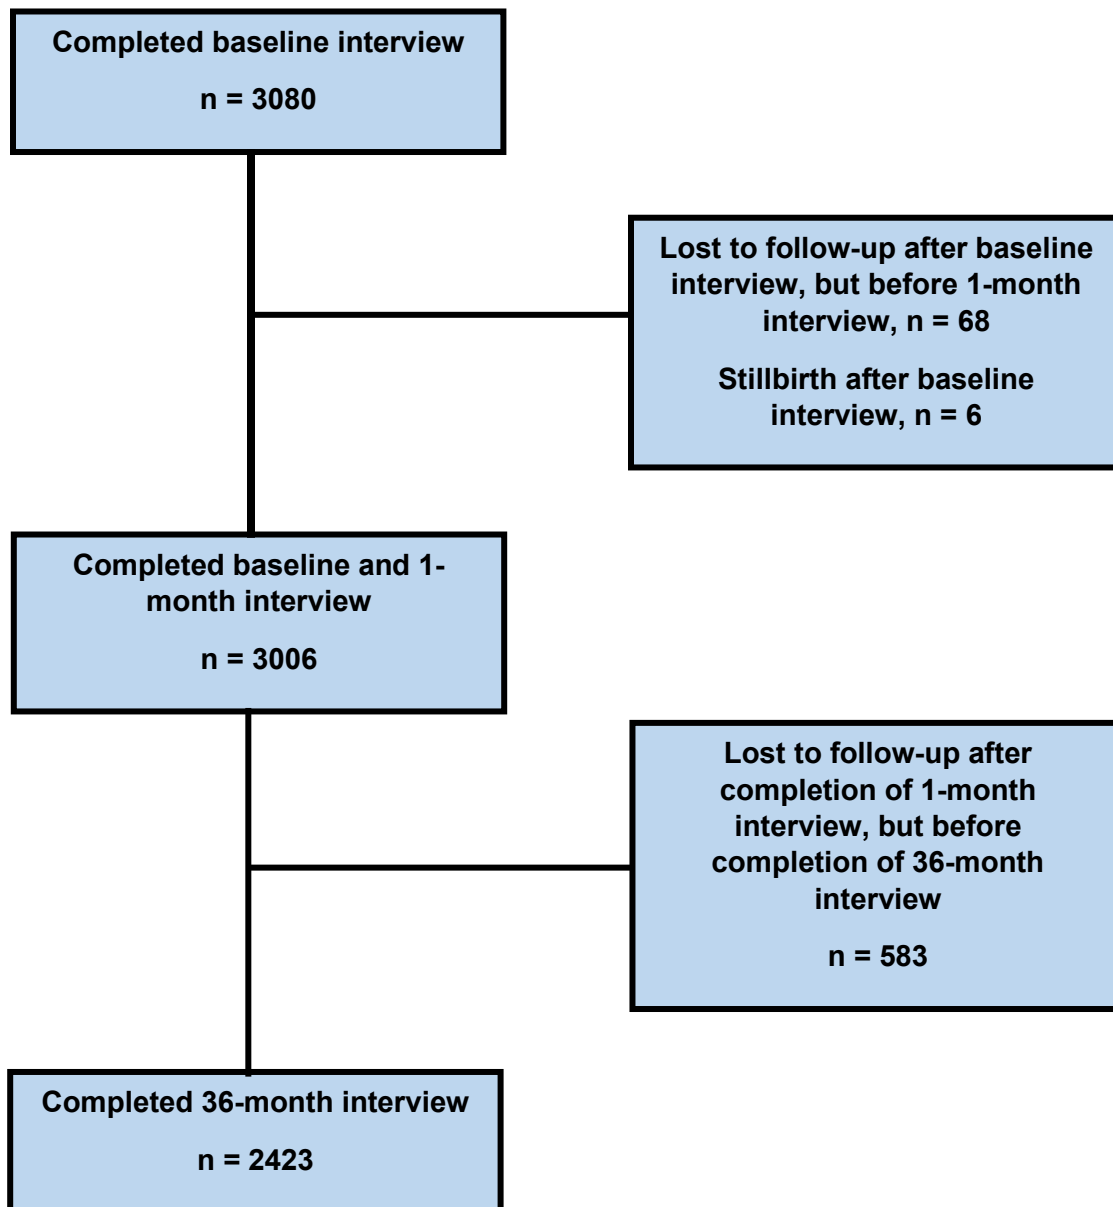 Completed baseline interview
n = 3080
Lost to follow-up after baseline
interview, but before 1-month
interview, n = 68
Stillbirth after baseline
interview, n = 6
Completed baseline and 1-
month interview
n = 3006
Lost to follow-up after
completion of 1-month
interview, but before
completion of 36-month
interview
n = 583
Completed 36-month interview
n = 2423